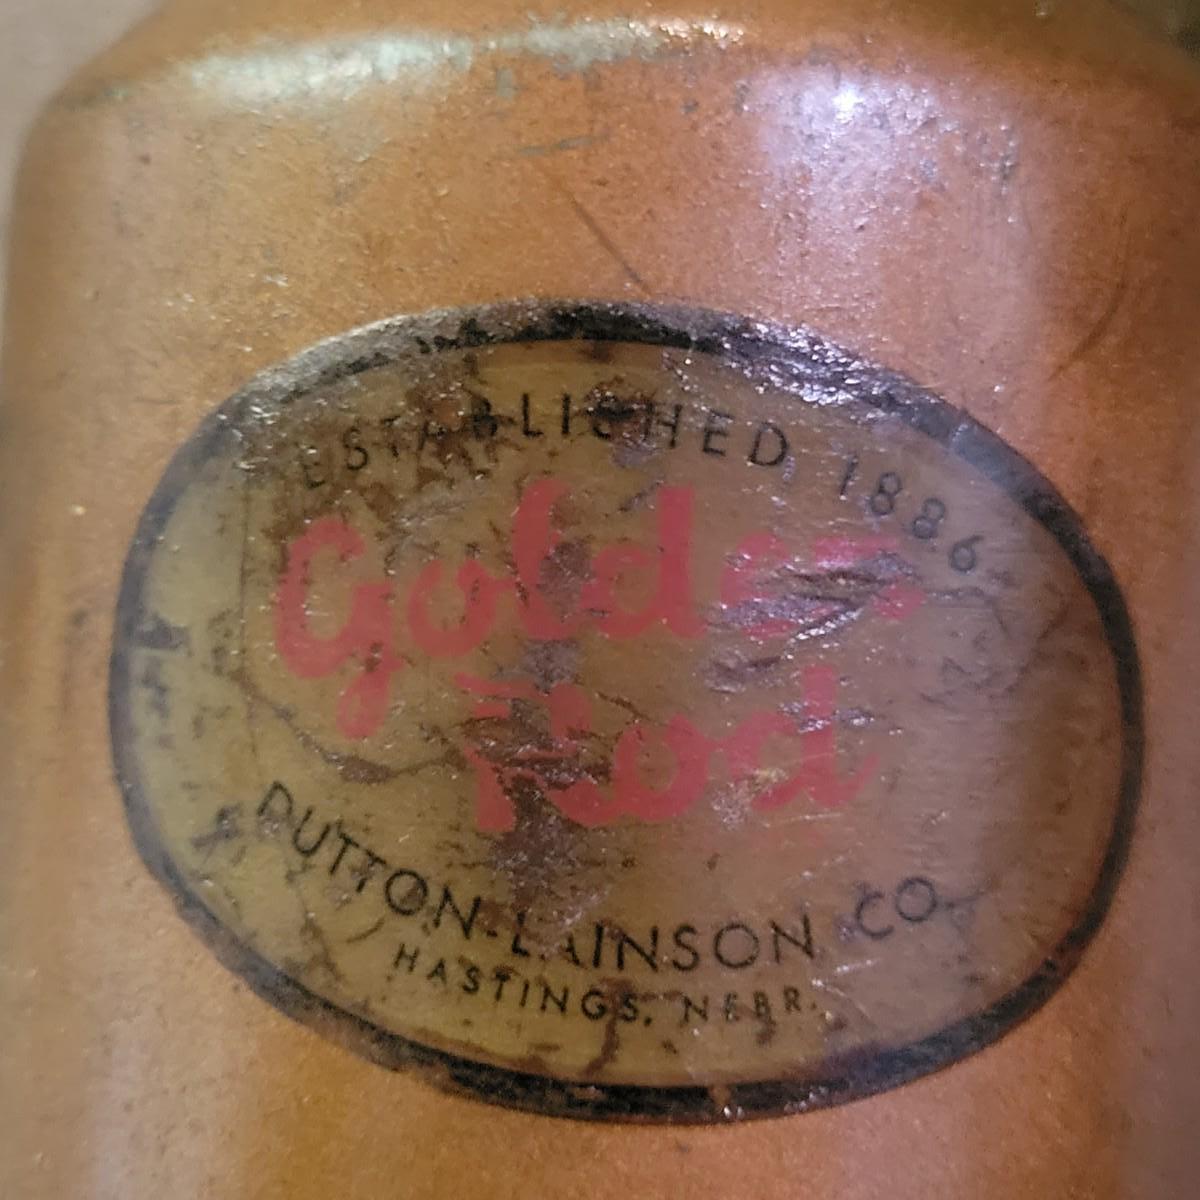 ESTABLISHED 1886
Golden
Rod
DUTTON-LAINSON CO.
HASTINGS, NEBR.